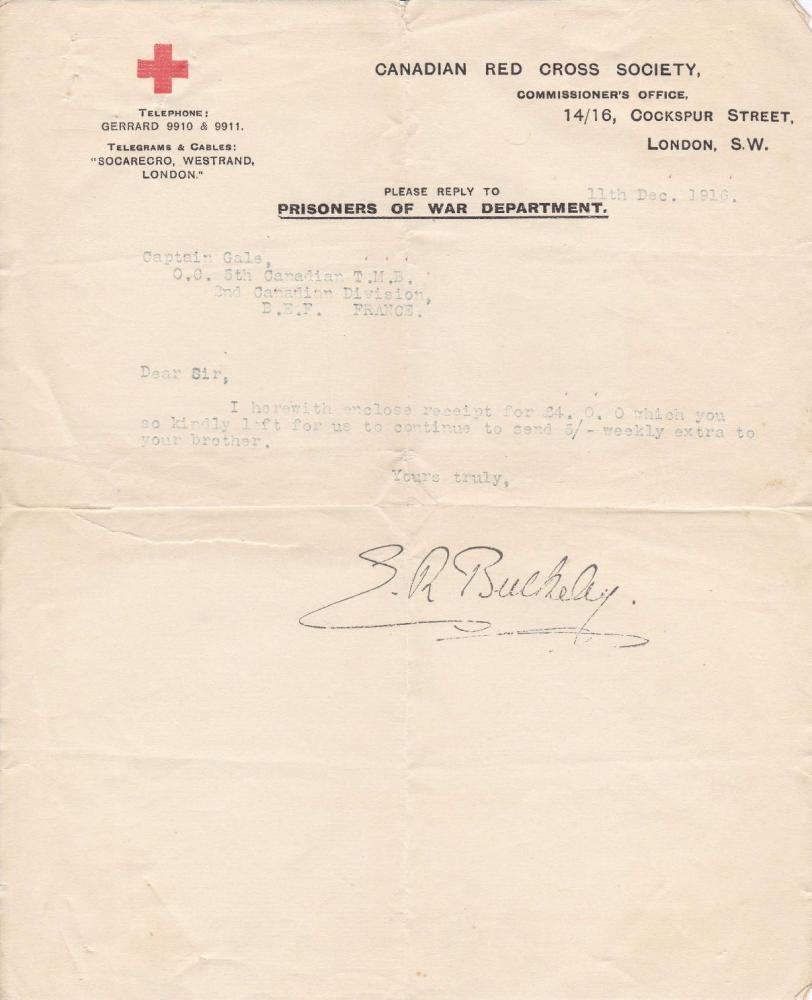 CANADIAN RED CROSS SOCIETY,
COMMISSIONER'S OFFICE,
14/16, COCKSPUR STREET,
LONDON, S.W.
TELEPHONE:
GERRARD 9910 & 9911.
TELEGRAMS & CABLES:
"SOCARECRO, WESTRAND,
LONDON."
PLEASE REPLY TO
PRISONERS OF WAR DEPARTMENT.
11th Dec. 1916.
Captain Gale,
O.C. 5th Canadian T.M.B.
2nd Canadian Division,
B.E.F. FRANCE.
Dear Sir,
I herewith enclose receipt for £4. 0. 0 which you
so kindly left for us to continue to send 5/- weekly extra to
your brother.
Yours truly,
E. R Bulkeley.